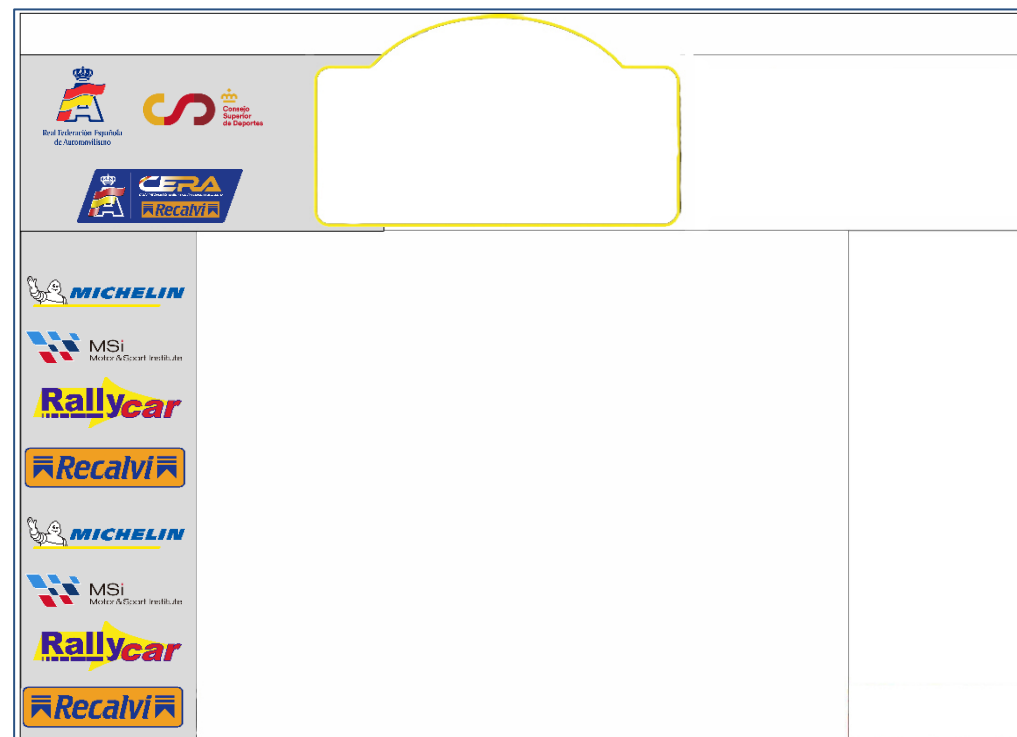 Real Federación Española
de Automovilismo
Consejo
Superior
de Deportes
CERA
Recalvi
MICHELIN
MSi
Motor & Sport Institute
Rallycar
Recalvi
MICHELIN
MSi
Motor & Sport Institute
Rallycar
Recalvi